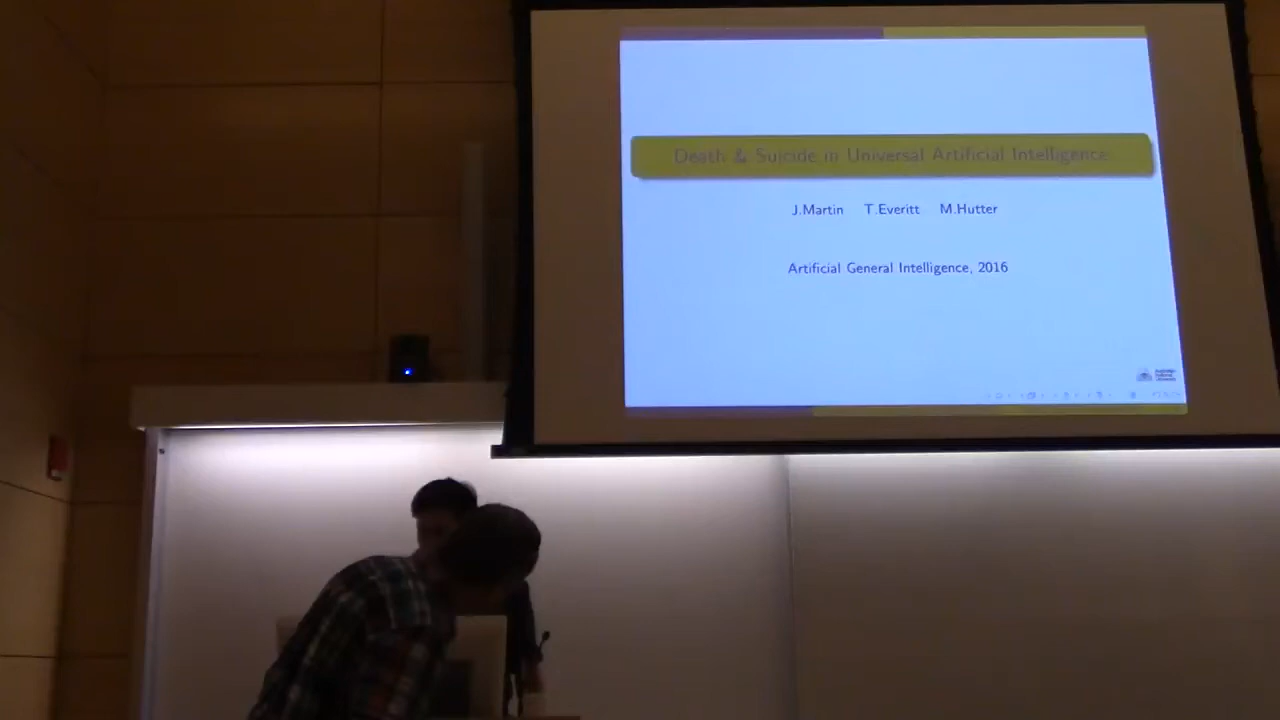 Death & Suicide in Universal Artificial Intelligence
J.Martin T.Everitt M.Hutter
Artificial General Intelligence, 2016